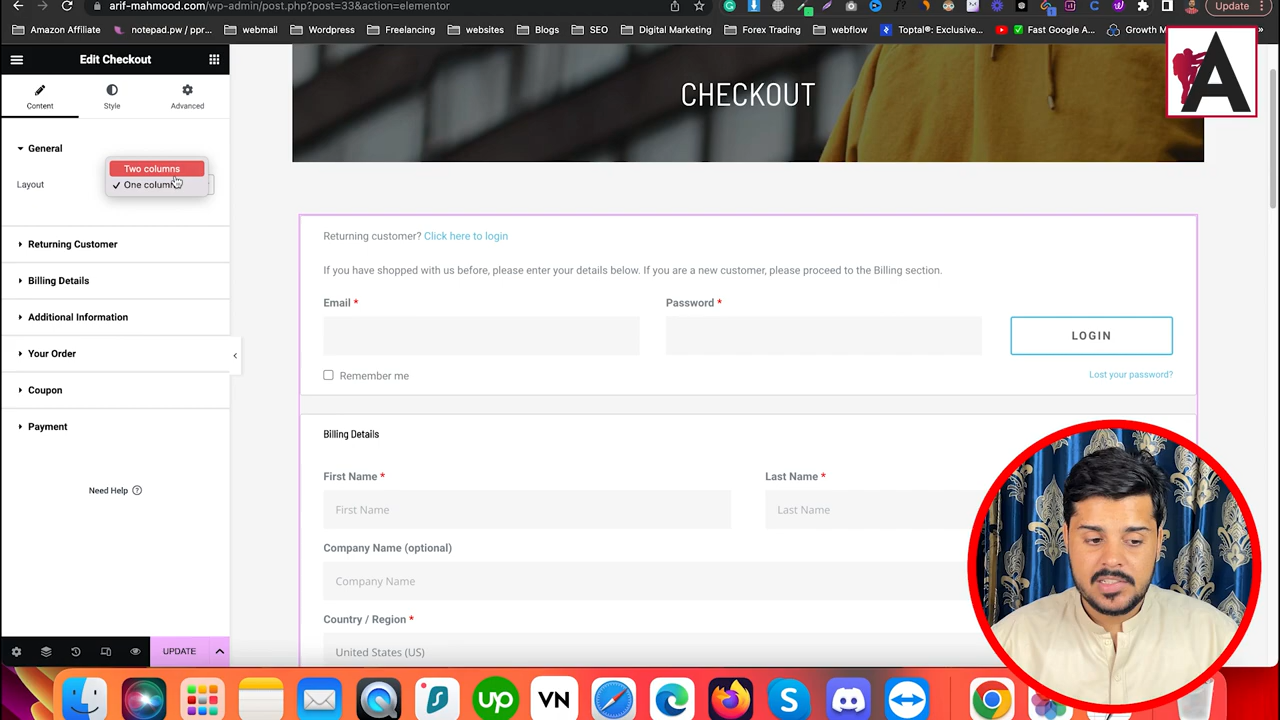 arif-mahmood.com/wp-admin/post.php?post=33&action=elementor
Update
Amazon Affiliate
notepad.pw / ppr...
webmail
Wordpress
Freelancing
websites
Blogs
SEO
Digital Marketing
Forex Trading
webflow
Toptal®: Exclusive...
Fast Google A...
Growth M
A
Edit Checkout
Content
Style
Advanced
General
Layout
Two columns
✓ One column
Returning Customer
Billing Details
Additional Information
Your Order
Coupon
Payment
Need Help
UPDATE
CHECKOUT
Returning customer? Click here to login
If you have shopped with us before, please enter your details below. If you are a new customer, please proceed to the Billing section.
Email *
Password *
LOGIN
Remember me
Lost your password?
Billing Details
First Name *
Last Name *
First Name
Last Name
Company Name (optional)
Company Name
Country / Region *
United States (US)
up
VN
S